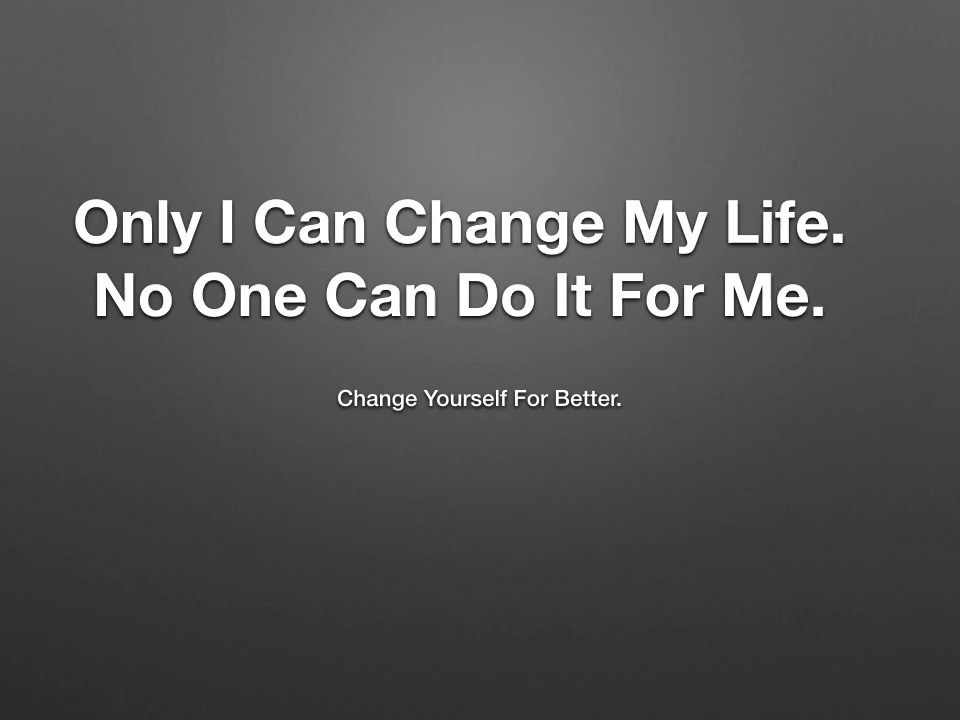 Only I Can Change My Life.
No One Can Do It For Me.
Change Yourself For Better.